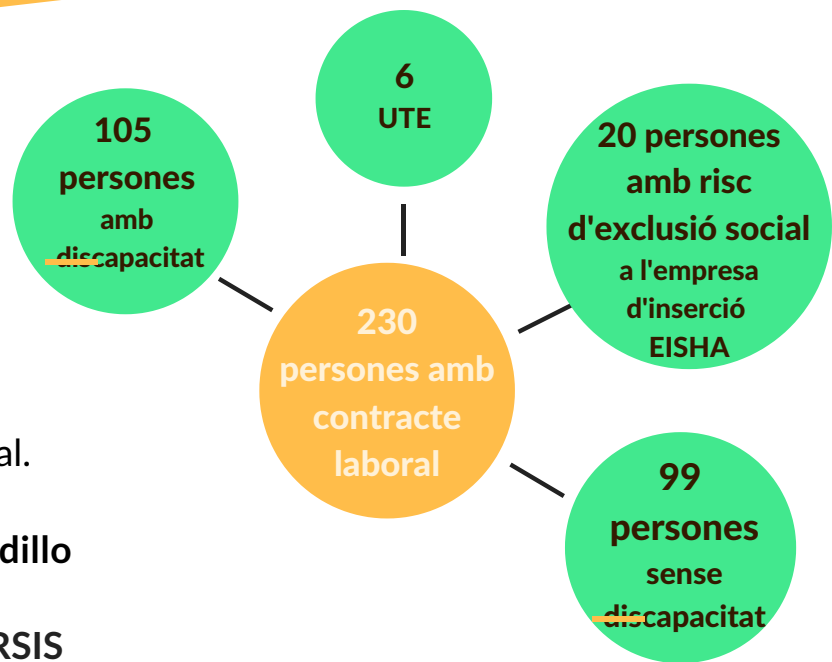 6
UTE
105
persones
amb
discapacitat
20 persones
amb risc
d'exclusió social
a l'empresa
d'inserció
EISHA
230
persones amb
contracte
laboral
99
persones
sense
discapacitat
al.
dillo
RSIS